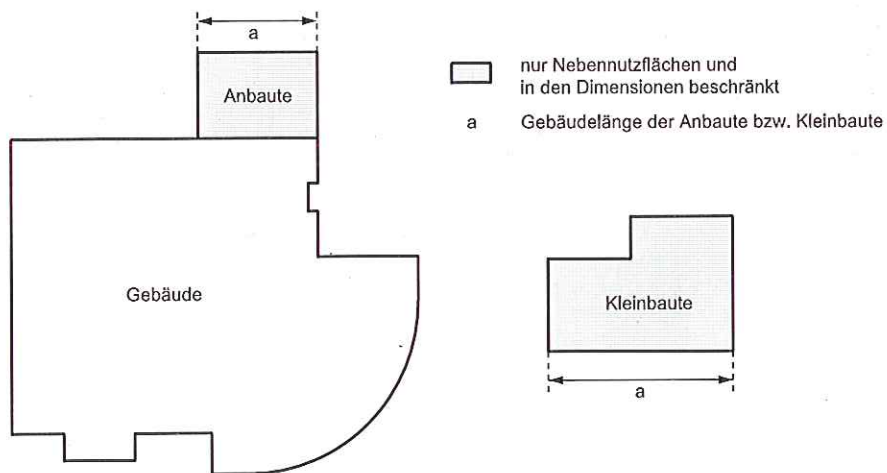 a
Anbaute
nur Nebennutzflächen und
in den Dimensionen beschränkt
a Gebäudelänge der Anbaute bzw. Kleinbaute
Gebäude
Kleinbaute
a